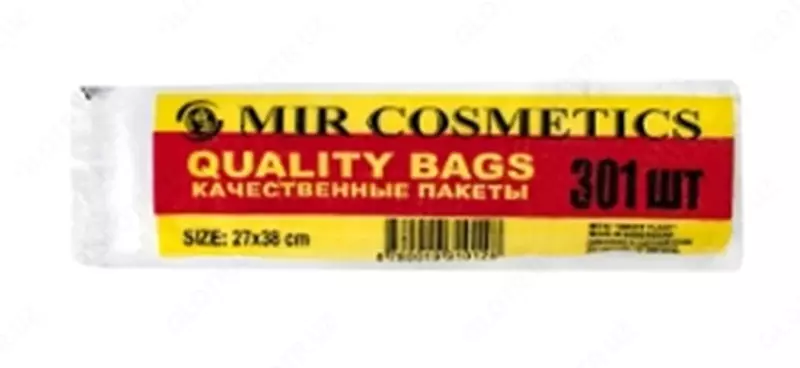 MIR COSMETICS
QUALITY BAGS
КАЧЕСТВЕННЫЕ ПАКЕТЫ
301 ШТ
SIZE: 27x38 cm